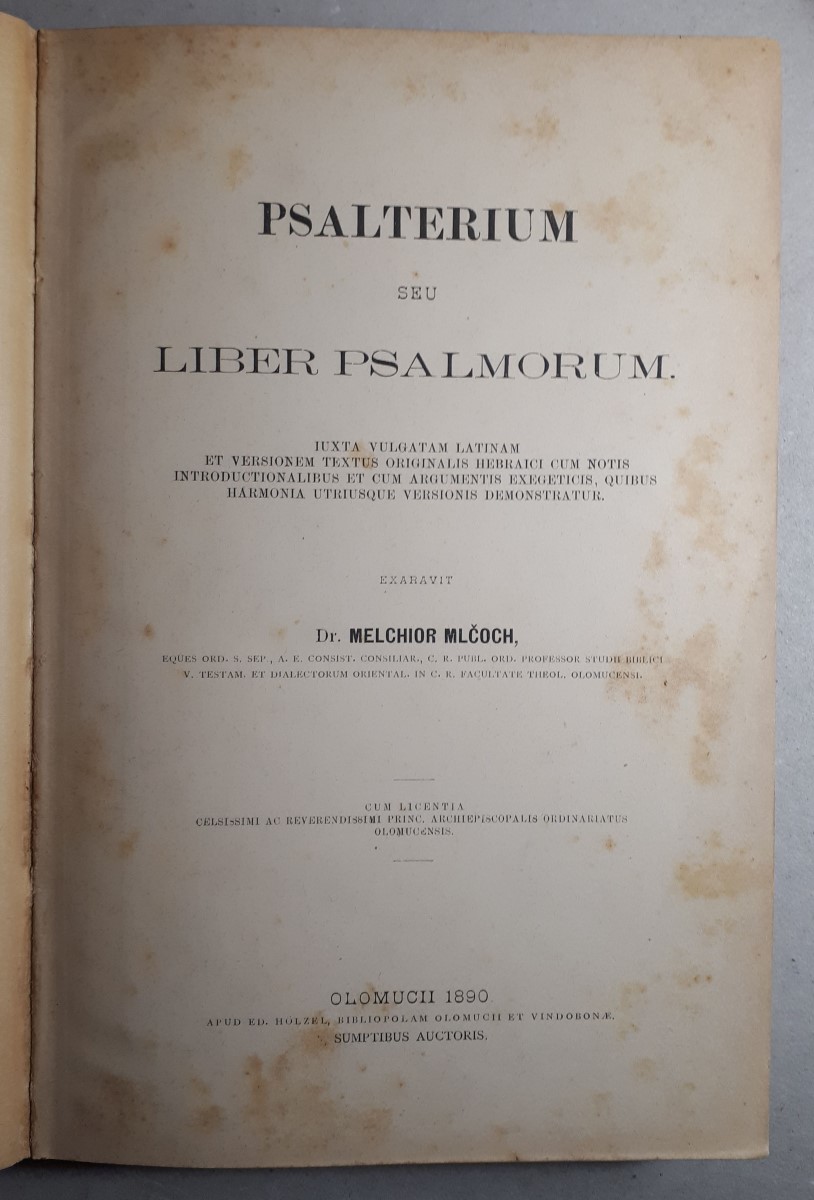 PSALTERIUM
SEU
LIBER PSALMORUM.
IUXTA VULGATAM LATINAM
ET VERSIONEM TEXTUS ORIGINALIS HEBRAICI CUM NOTIS
INTRODUCTIONALIBUS ET CUM ARGUMENTIS EXEGETICIS, QUIBUS
HARMONIA UTRIUSQUE VERSIONIS DEMONSTRATUR.
EXARAVIT
Dr. MELCHIOR MLČOCH,
EQUES ORD. S. SEP., A. E. CONSIST. CONSILIAR., C. R. PUBL. ORD. PROFESSOR STUDII BIBLICI
V. TESTAM. ET DIALECTORUM ORIENTAL. IN C. R. FACULTATE THEOL. OLOMUCENSI.
CUM LICENTIA
CELSISSIMI AC REVERENDISSIMI PRINC. ARCHIEPISCOPALIS ORDINARIATUS
OLOMUCENSIS.
OLOMUCII 1890.
APUD ED. HÖLZEL, BIBLIOPOLAM OLOMUCII ET VINDOBONÆ.
SUMPTIBUS AUCTORIS.